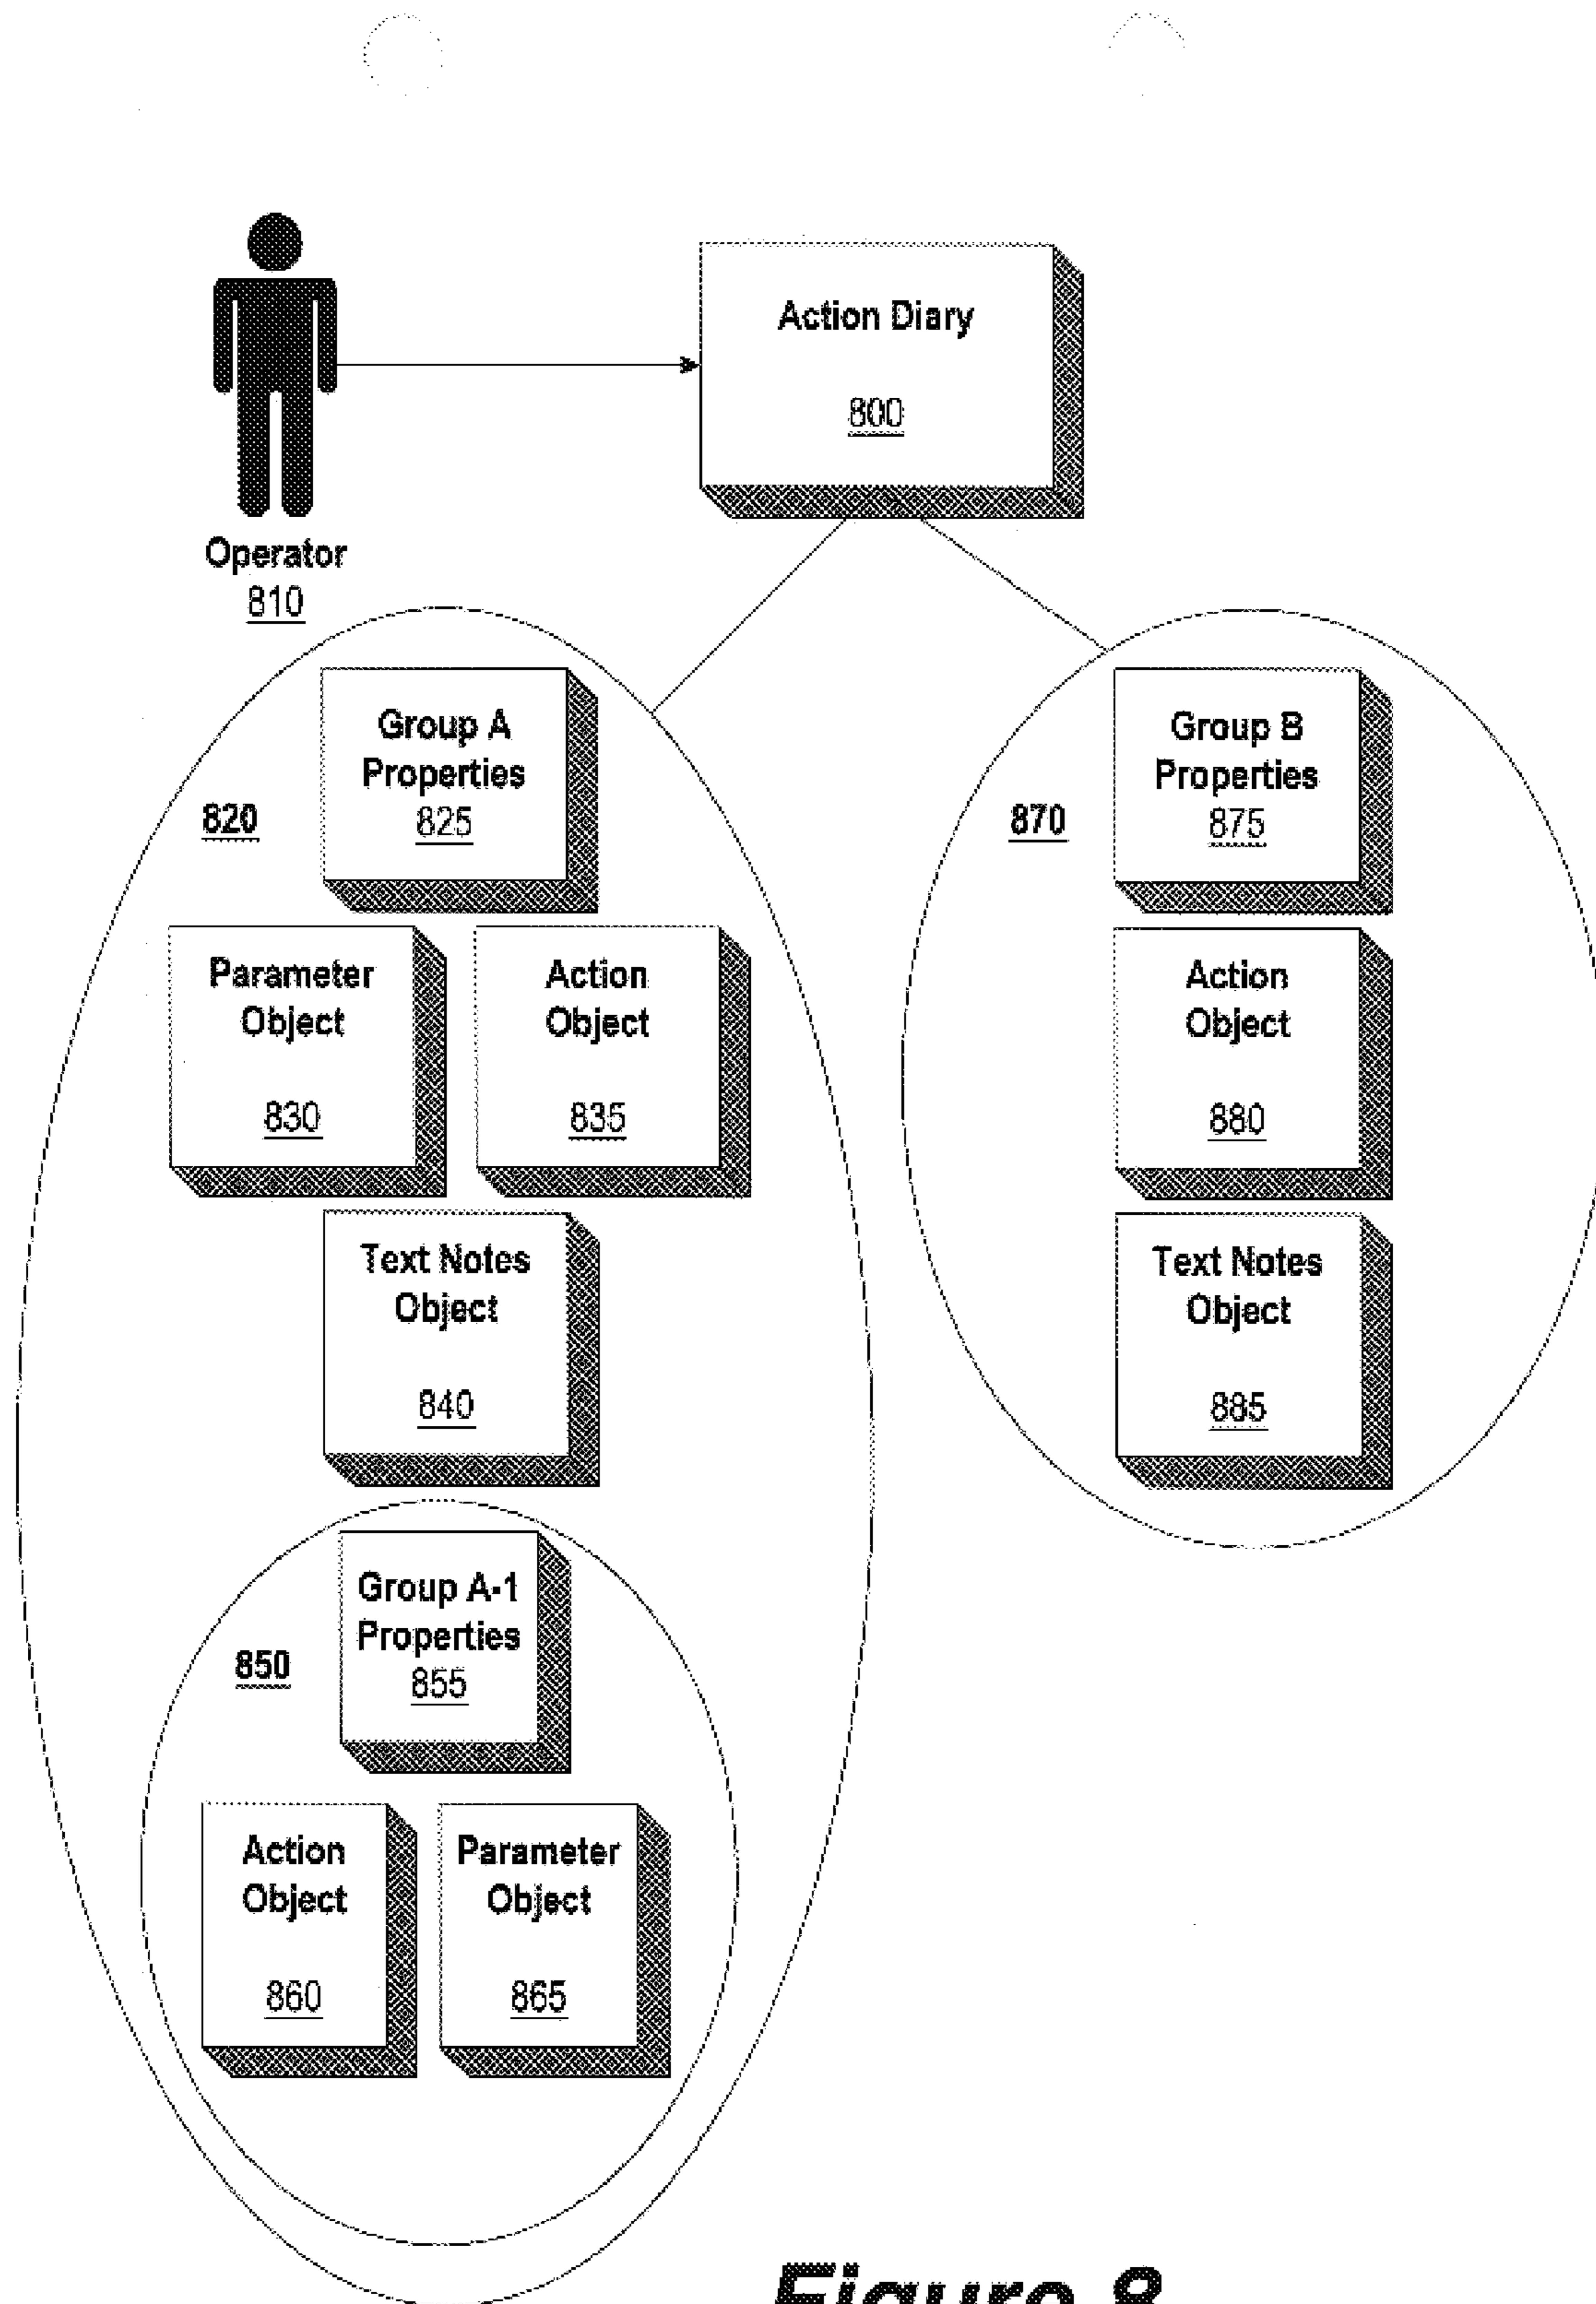 Action Diary
800
Operator
810
Group A
Properties
825
820
Parameter
Object
830
Action
Object
835
Text Notes
Object
840
Group A-1
Properties
855
850
Action
Object
860
Parameter
Object
865
Group B
Properties
875
870
Action
Object
880
Text Notes
Object
885
Figure 8